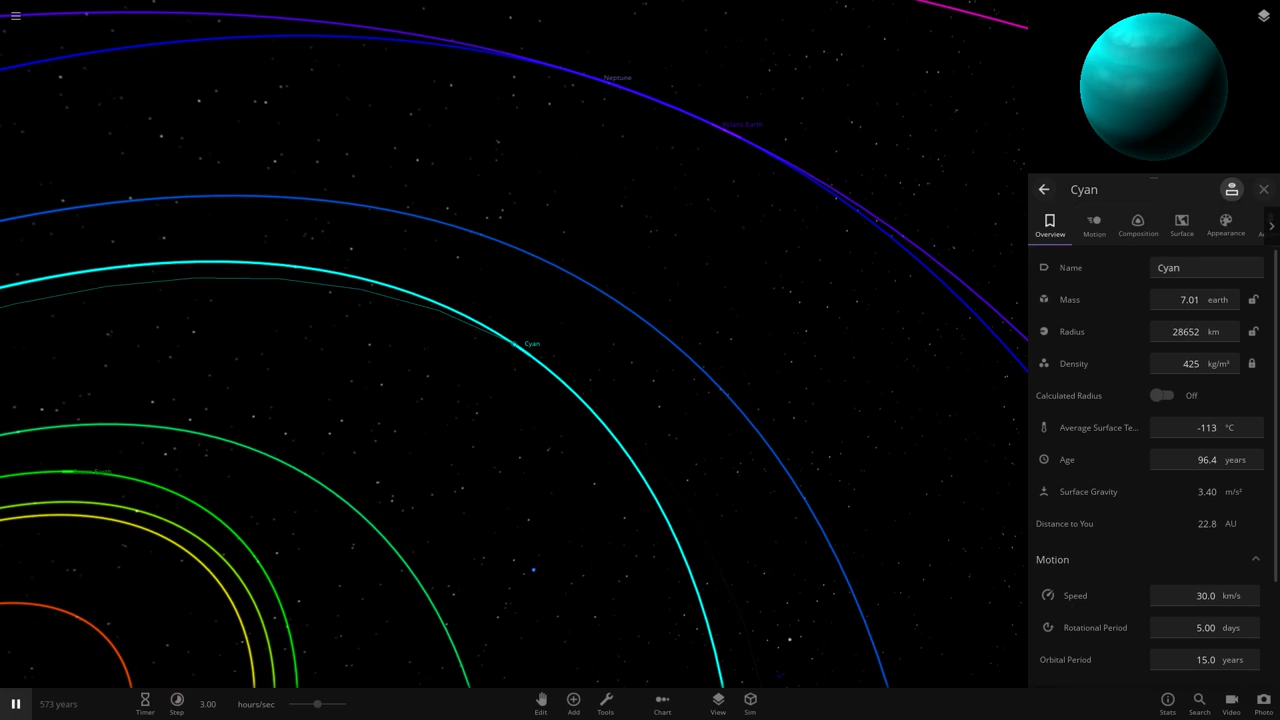 Neptune
Cyan
Cyan
Overview
Motion
Composition
Surface
Appearance
Name
Cyan
Mass
7.01 earth
Radius
28652 km
Density
425 kg/m³
Calculated Radius
Off
Average Surface Te...
-113 °C
Age
96.4 years
Surface Gravity
3.40 m/s²
Distance to You
22.8 AU
Motion
Speed
30.0 km/s
Rotational Period
5.00 days
Orbital Period
15.0 years
573 years
Timer
Step
3.00 hours/sec
Edit
Add
Tools
Chart
View
Sim
Stats
Search
Video
Photo